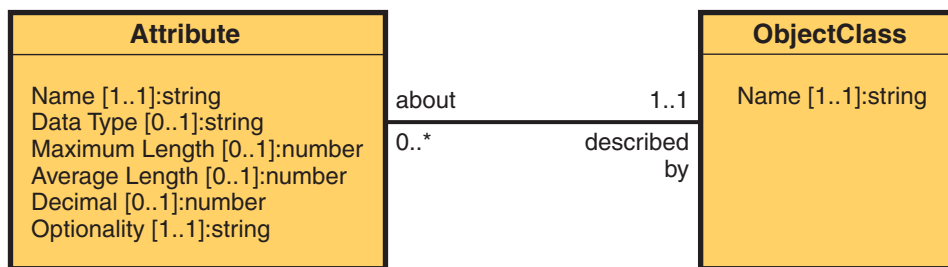 Attribute
Name [1..1]:string
Data Type [0..1]:string
Maximum Length [0..1]:number
Average Length [0..1]:number
Decimal [0..1]:number
Optionality [1..1]:string
about 1..1
0..* described
by
ObjectClass
Name [1..1]:string